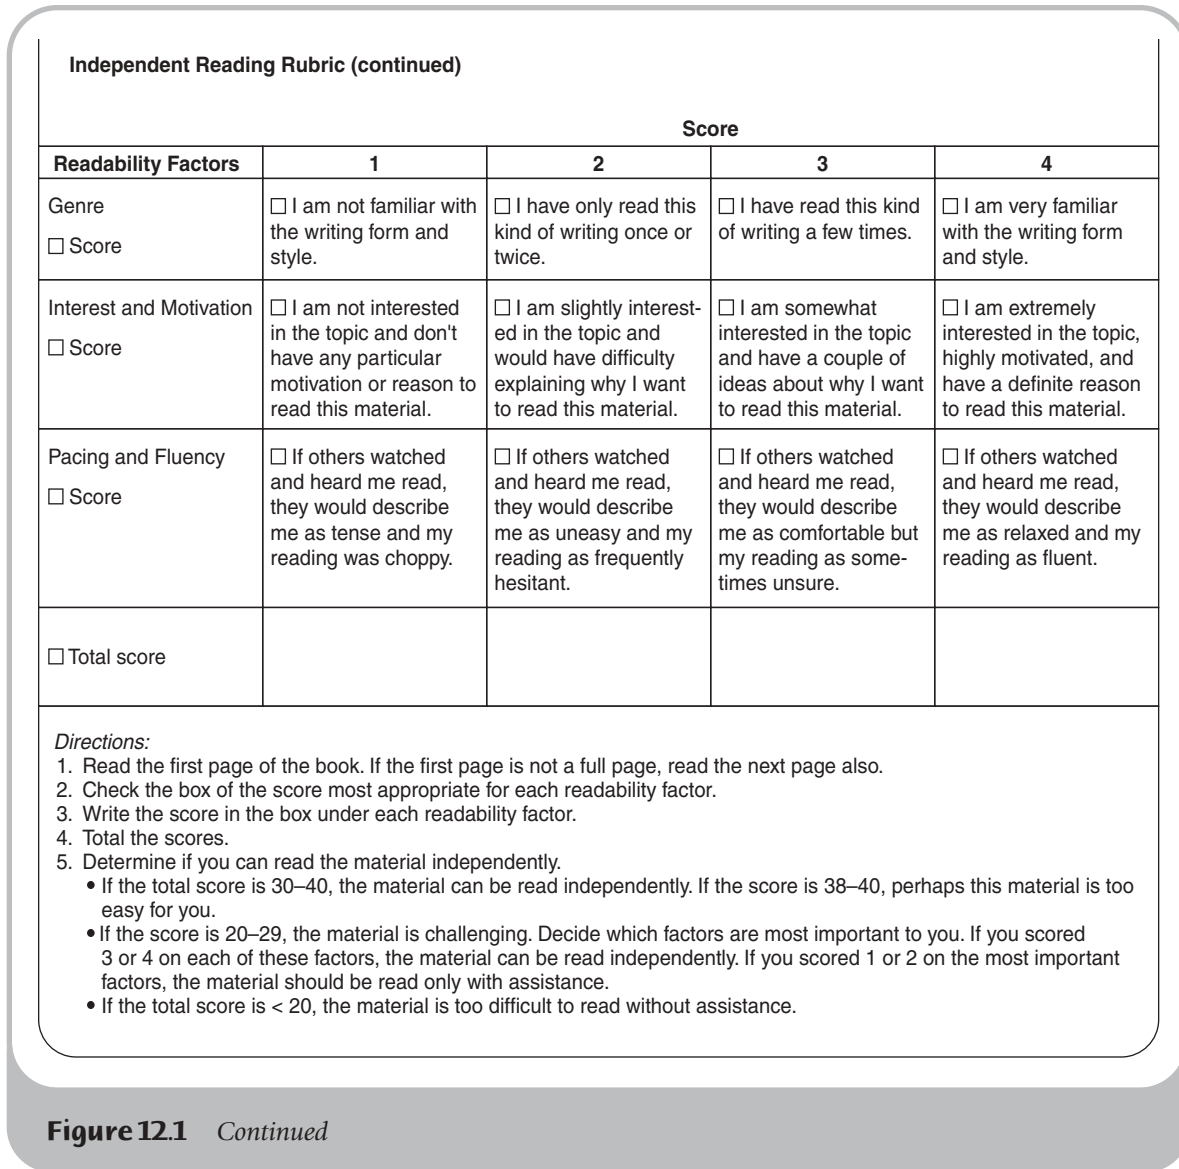 Independent Reading Rubric (continued)
Score
Readability Factors 1 2 3 4
Genre
☐ Score
☐ I am not familiar with
the writing form and
style.
☐ I have only read this
kind of writing once or
twice.
☐ I have read this kind
of writing a few times.
☐ I am very familiar
with the writing form
and style.
Interest and Motivation
☐ Score
☐ I am not interested
in the topic and don't
have any particular
motivation or reason to
read this material.
☐ I am slightly interest-
ed in the topic and
would have difficulty
explaining why I want
to read this material.
☐ I am somewhat
interested in the topic
and have a couple of
ideas about why I want
to read this material.
☐ I am extremely
interested in the topic,
highly motivated, and
have a definite reason
to read this material.
Pacing and Fluency
☐ Score
☐ If others watched
and heard me read,
they would describe
me as tense and my
reading was choppy.
☐ If others watched
and heard me read,
they would describe
me as uneasy and my
reading as frequently
hesitant.
☐ If others watched
and heard me read,
they would describe
me as comfortable but
my reading as some-
times unsure.
☐ If others watched
and heard me read,
they would describe
me as relaxed and my
reading as fluent.
☐ Total score
Directions:
1. Read the first page of the book. If the first page is not a full page, read the next page also.
2. Check the box of the score most appropriate for each readability factor.
3. Write the score in the box under each readability factor.
4. Total the scores.
5. Determine if you can read the material independently.
• If the total score is 30–40, the material can be read independently. If the score is 38–40, perhaps this material is too
easy for you.
• If the score is 20–29, the material is challenging. Decide which factors are most important to you. If you scored
3 or 4 on each of these factors, the material can be read independently. If you scored 1 or 2 on the most important
factors, the material should be read only with assistance.
• If the total score is < 20, the material is too difficult to read without assistance.
Figure 12.1 Continued